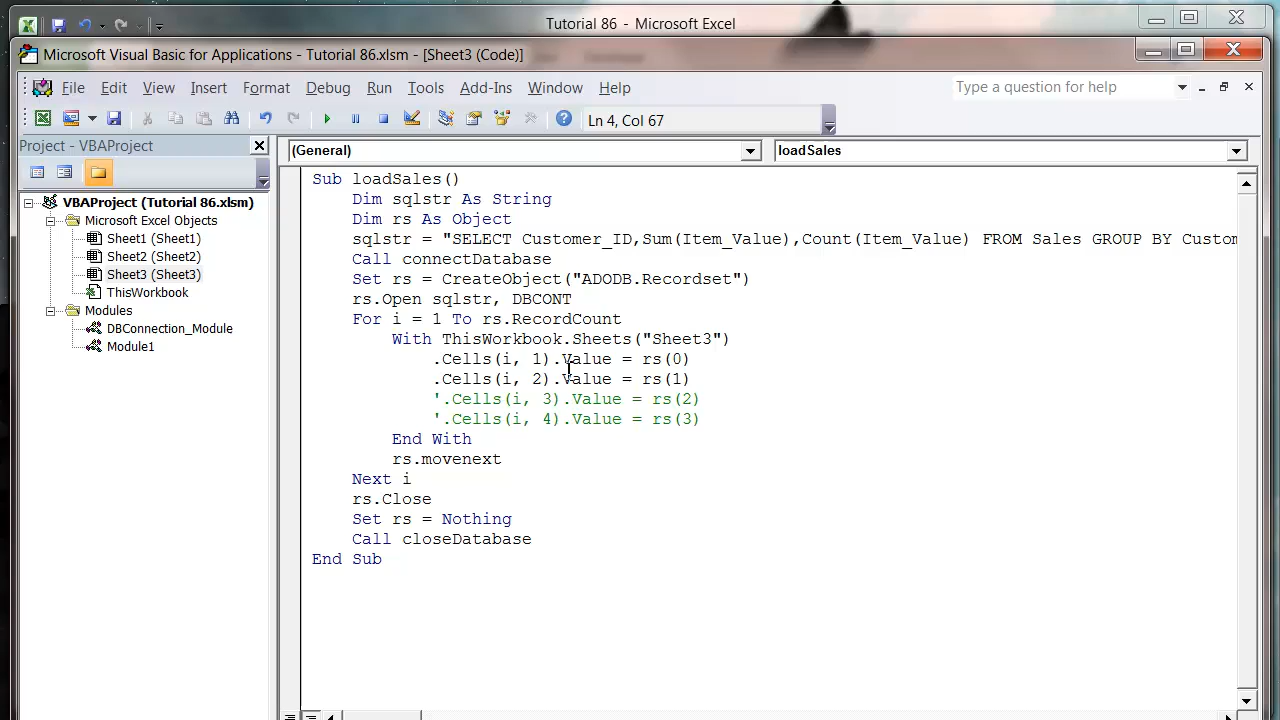 Tutorial 86 - Microsoft Excel
Microsoft Visual Basic for Applications - Tutorial 86.xlsm - [Sheet3 (Code)]
File Edit View Insert Format Debug Run Tools Add-Ins Window Help Type a question for help
Ln 4, Col 67
Project - VBAProject
(General) loadSales
VBAProject (Tutorial 86.xlsm)
Microsoft Excel Objects
Sheet1 (Sheet1)
Sheet2 (Sheet2)
Sheet3 (Sheet3)
ThisWorkbook
Modules
DBConnection_Module
Module1
Sub loadSales()
Dim sqlstr As String
Dim rs As Object
sqlstr = "SELECT Customer_ID,Sum(Item_Value),Count(Item_Value) FROM Sales GROUP BY Custom
Call connectDatabase
Set rs = CreateObject("ADODB.Recordset")
rs.Open sqlstr, DBCONT
For i = 1 To rs.RecordCount
With ThisWorkbook.Sheets("Sheet3")
.Cells(i, 1).Value = rs(0)
.Cells(i, 2).Value = rs(1)
'.Cells(i, 3).Value = rs(2)
'.Cells(i, 4).Value = rs(3)
End With
rs.movenext
Next i
rs.Close
Set rs = Nothing
Call closeDatabase
End Sub